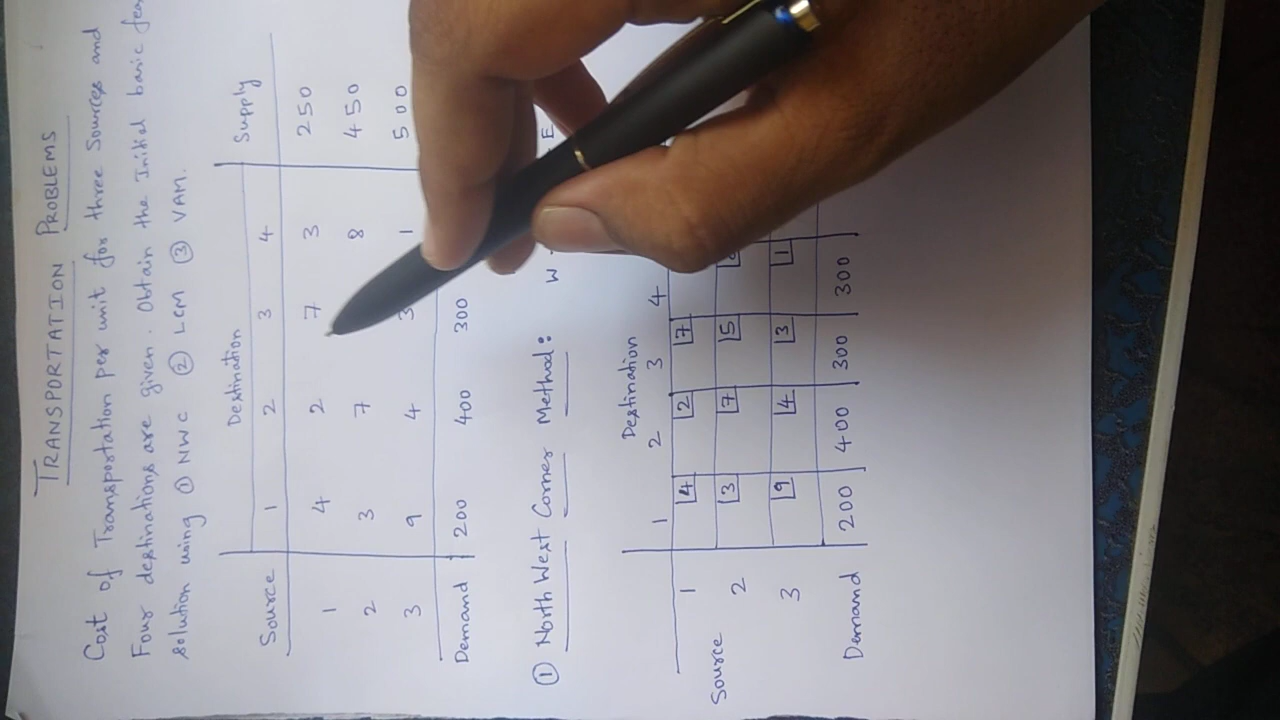 TRANSPORTATION PROBLEMS
Cost of Transportation per unit for three Sources and
Four destinations are given. Obtain the Initial basic feas
solution using ① NWC ② LCM ③ VAM.
Destination
Source 1 2 3 4 Supply
1 4 2 7 3 250
2 3 7 8 450
3 9 4 3 1 500
Demand 200 400 300
① North West Corner Method: W E
Destination
1 2 3 4
Source 1 4 2 7
2 3 7 5
3 9 4 3 1
Demand 200 400 300 300